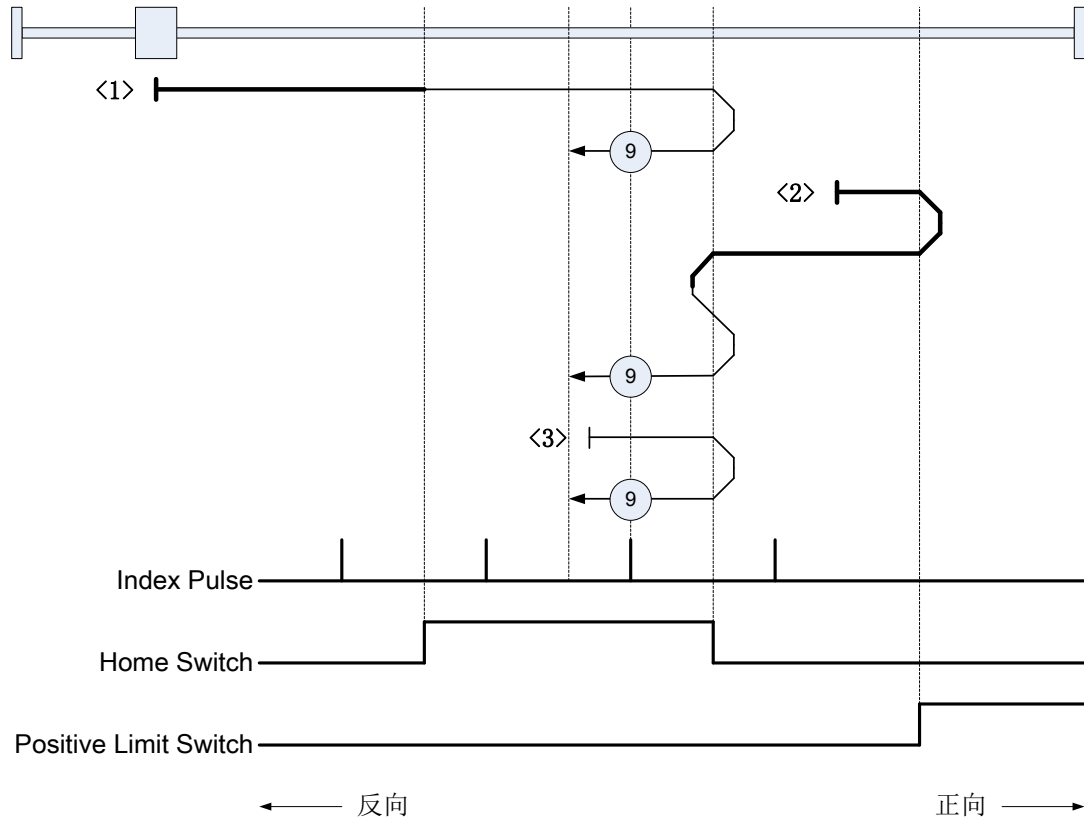 <1>
9
<2>
9
<3>
9
Index Pulse
Home Switch
Positive Limit Switch
反向
正向